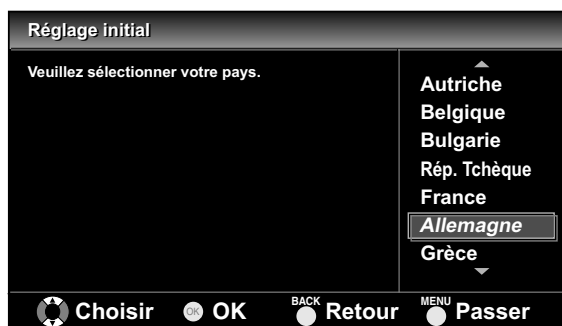 Réglage initial
Veuillez sélectionner votre pays.
Autriche
Belgique
Bulgarie
Rép. Tchèque
France
Allemagne
Grèce
Choisir OK OK BACK Retour MENU Passer